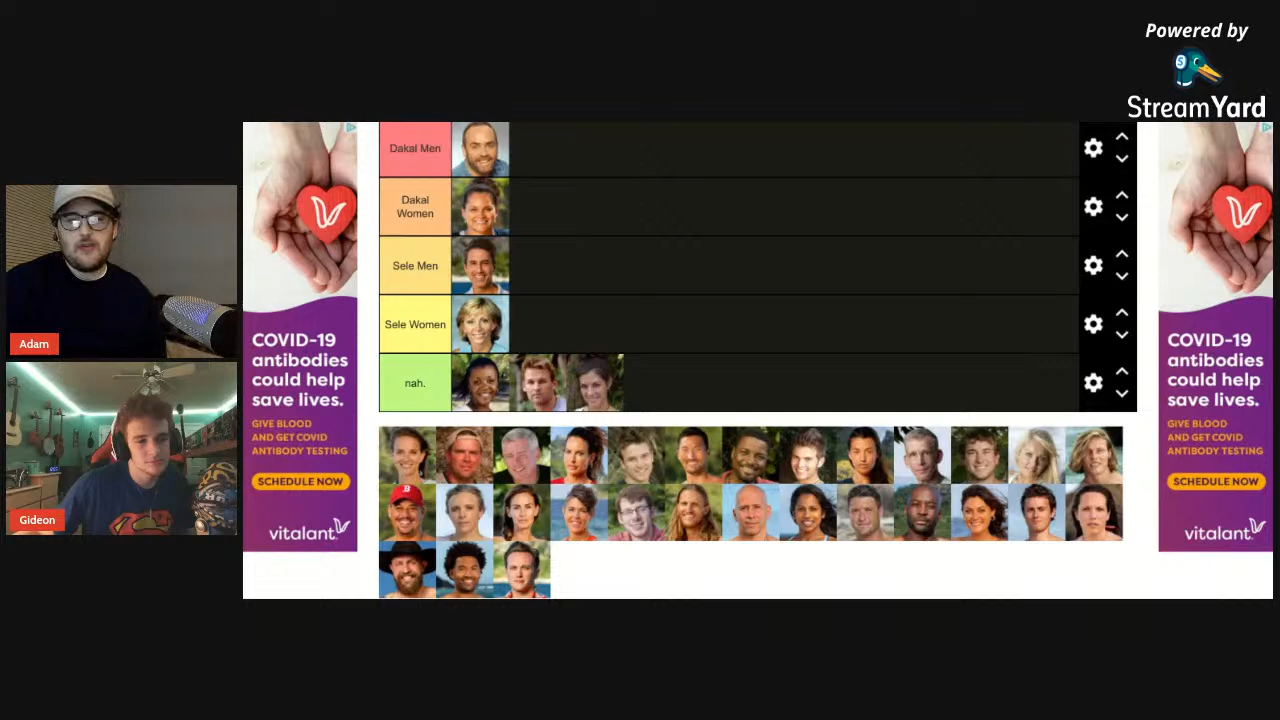 Powered by
StreamYard
Dakal Men
Dakal
Women
Sele Men
Sele Women
nah.
Adam
Gideon
COVID-19
antibodies
could help
save lives.
GIVE BLOOD
AND GET COVID
ANTIBODY TESTING
SCHEDULE NOW
vitalant
COVID-19
antibodies
could help
save lives.
GIVE BLOOD
AND GET COVID
ANTIBODY TESTING
SCHEDULE NOW
vitalant
B
S